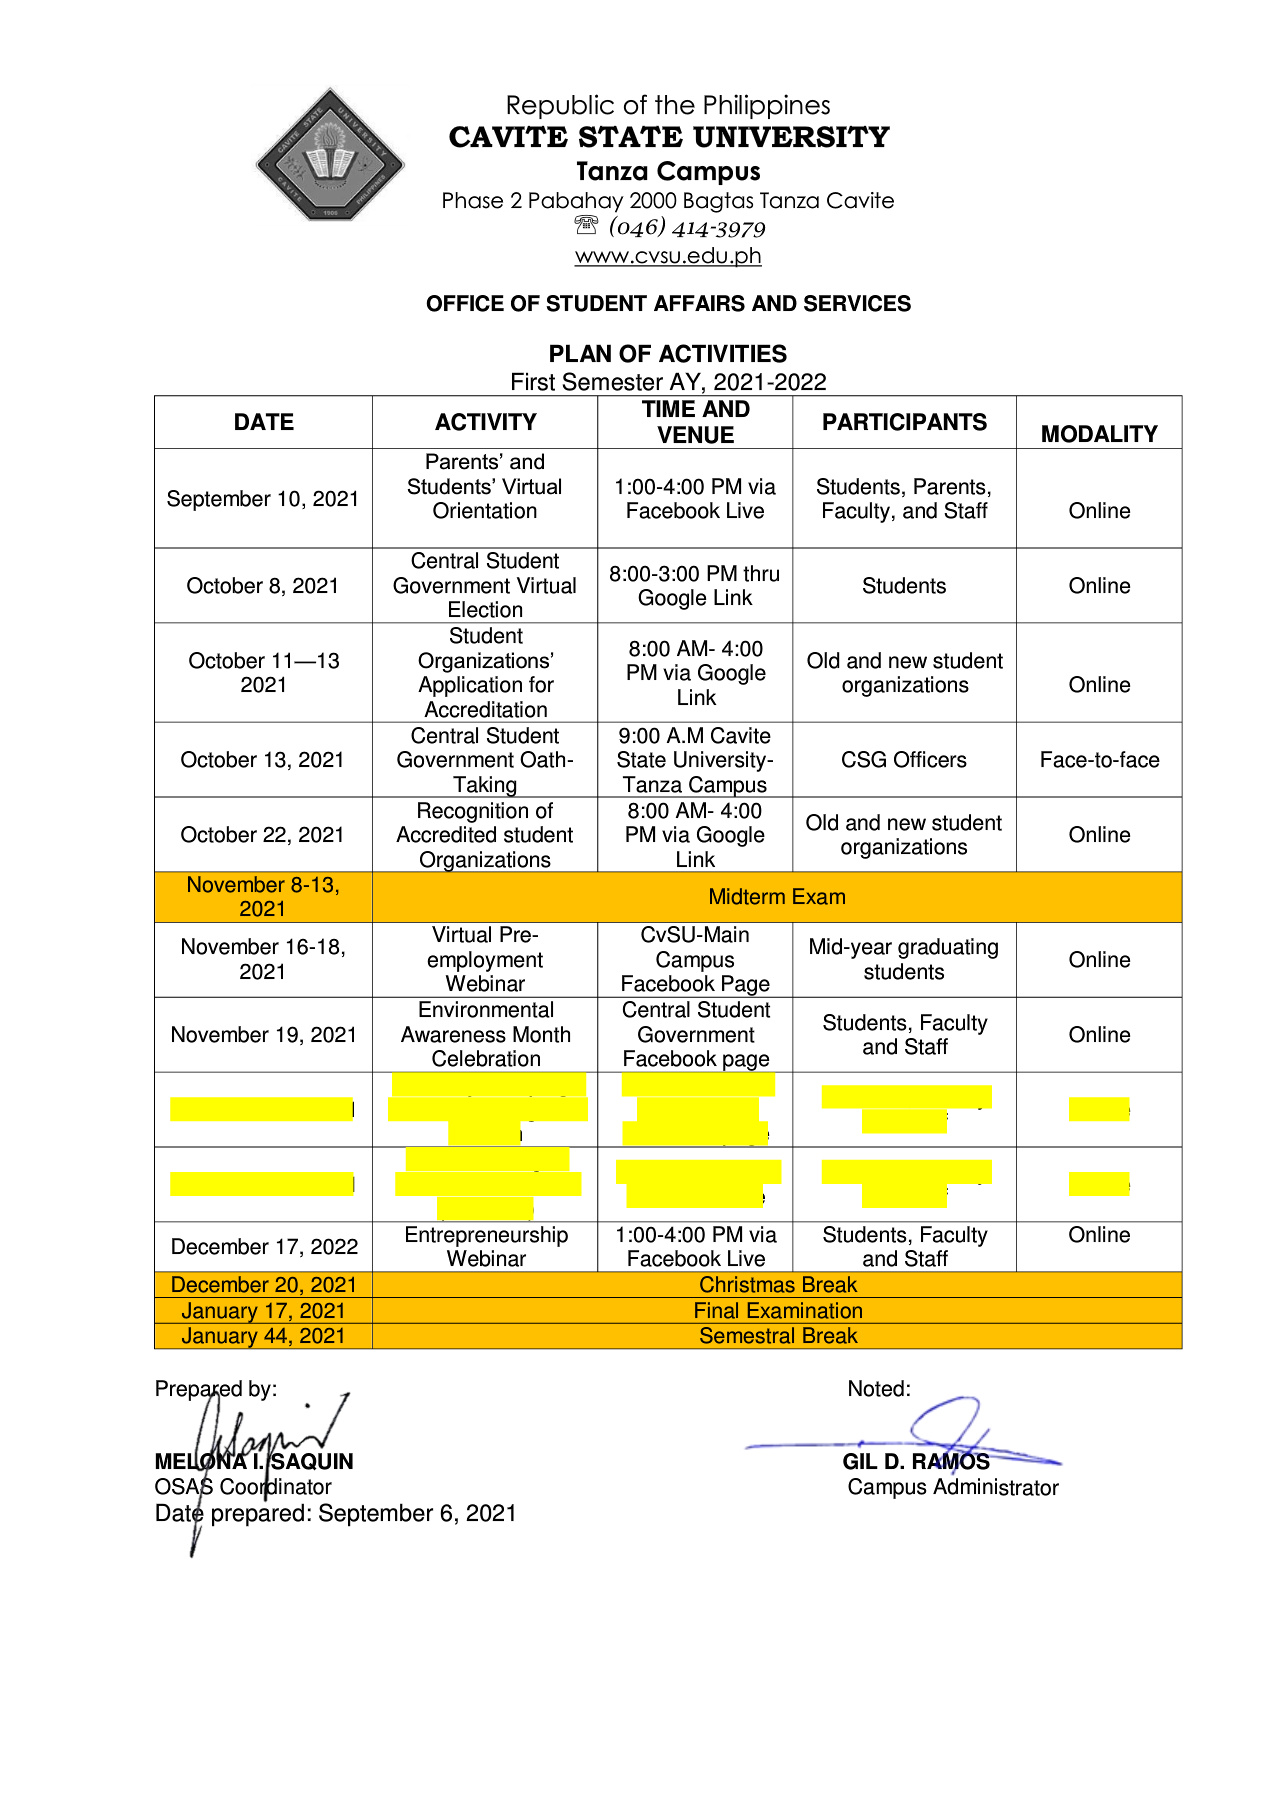 CAVITE STATE UNIVERSITY
CAVITE PHILIPPINES
1906
Republic of the Philippines
CAVITE STATE UNIVERSITY
Tanza Campus
Phase 2 Pabahay 2000 Bagtas Tanza Cavite
☏ (046) 414-3979
www.cvsu.edu.ph
OFFICE OF STUDENT AFFAIRS AND SERVICES
PLAN OF ACTIVITIES
First Semester AY, 2021-2022
DATE
ACTIVITY
TIME AND
VENUE
PARTICIPANTS
MODALITY
September 10, 2021
Parents’ and
Students’ Virtual
Orientation
1:00-4:00 PM via
Facebook Live
Students, Parents,
Faculty, and Staff
Online
October 8, 2021
Central Student
Government Virtual
Election
8:00-3:00 PM thru
Google Link
Students
Online
October 11—13
2021
Student
Organizations’
Application for
Accreditation
8:00 AM- 4:00
PM via Google
Link
Old and new student
organizations
Online
October 13, 2021
Central Student
Government Oath-
Taking
9:00 A.M Cavite
State University-
Tanza Campus
CSG Officers
Face-to-face
October 22, 2021
Recognition of
Accredited student
Organizations
8:00 AM- 4:00
PM via Google
Link
Old and new student
organizations
Online
November 8-13,
2021
Midterm Exam
November 16-18,
2021
Virtual Pre-
employment
Webinar
CvSU-Main
Campus
Facebook Page
Mid-year graduating
students
Online
November 19, 2021
Environmental
Awareness Month
Celebration
Central Student
Government
Facebook page
Students, Faculty
and Staff
Online
December 17, 2022
Entrepreneurship
Webinar
1:00-4:00 PM via
Facebook Live
Students, Faculty
and Staff
Online
December 20, 2021
Christmas Break
January 17, 2021
Final Examination
January 44, 2021
Semestral Break
Prepared by:
Noted:
MELONA I. SAQUIN
GIL D. RAMOS
OSAS Coordinator
Campus Administrator
Date prepared: September 6, 2021